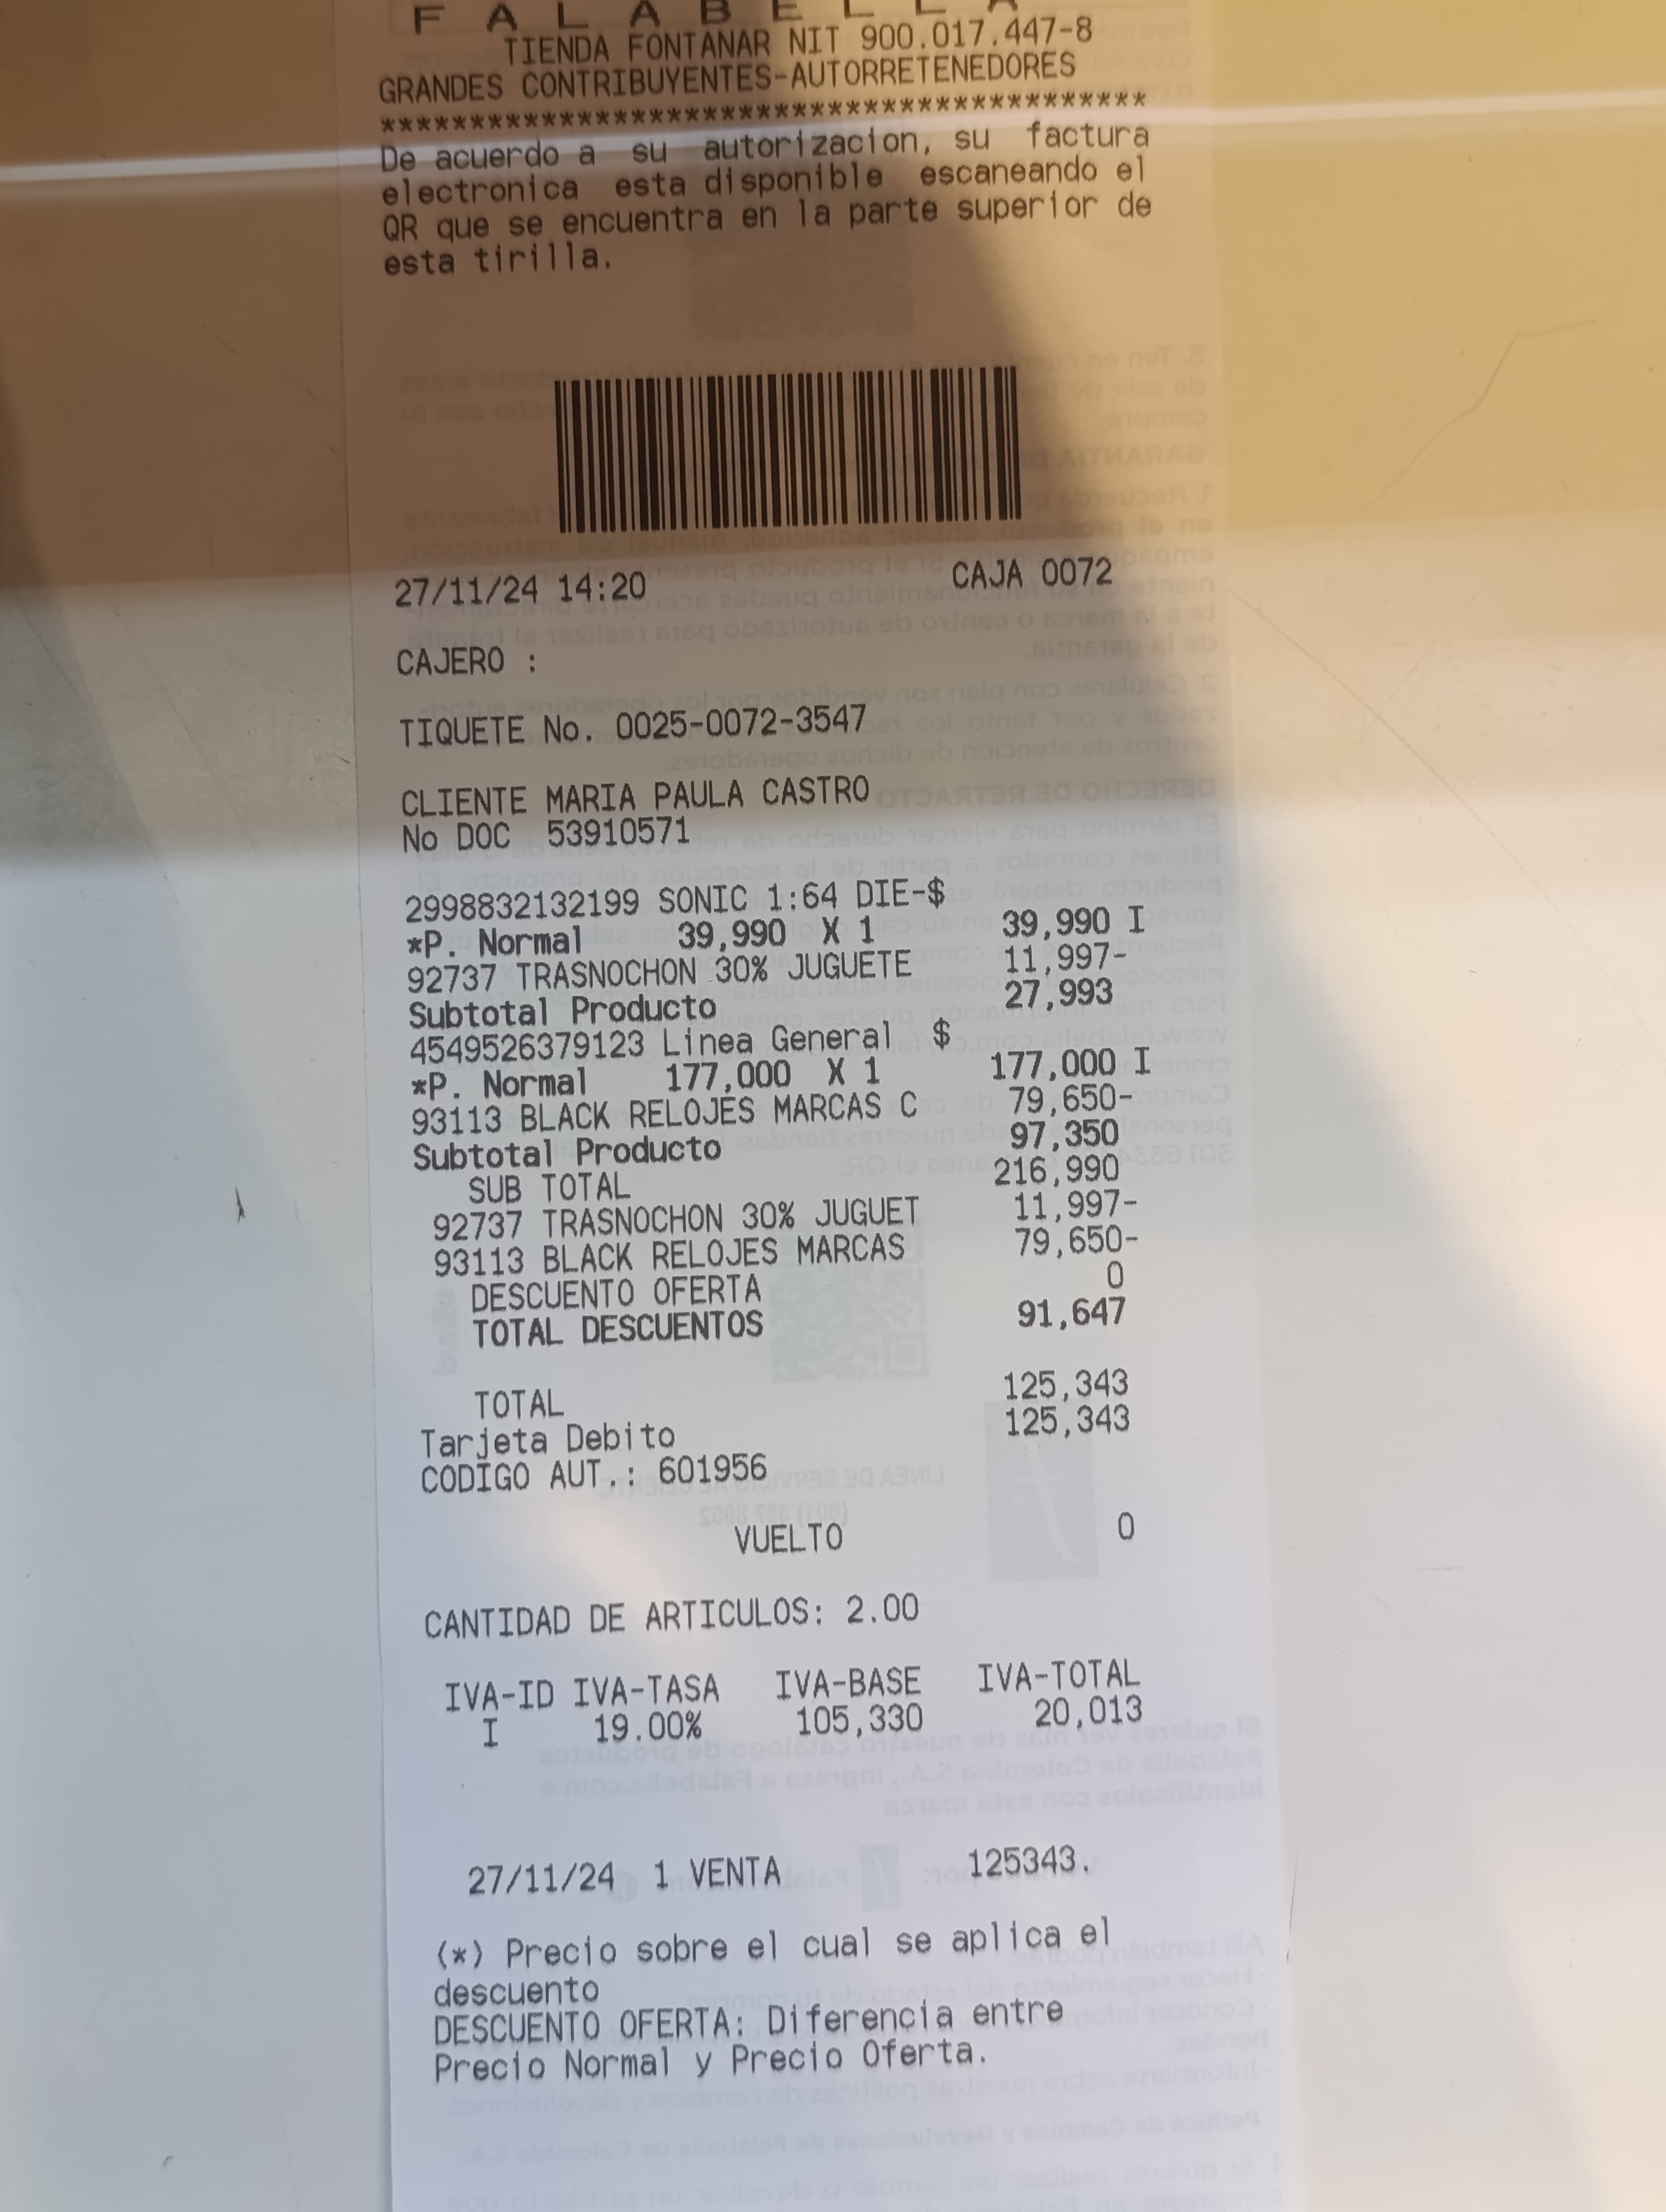 FALABELLA
TIENDA FONTANAR NIT 900.017.447-8
GRANDES CONTRIBUYENTES-AUTORRETENEDORES
*******************************************
De acuerdo a su autorizacion, su factura
electronica esta disponible escaneando el
QR que se encuentra en la parte superior de
esta tirilla.
27/11/24 14:20 CAJA 0072
CAJERO :
TIQUETE No. 0025-0072-3547
CLIENTE MARIA PAULA CASTRO
No DOC 53910571
2998832132199 SONIC 1:64 DIE-$
*P. Normal 39,990 X 1 39,990 I
92737 TRASNOCHON 30% JUGUETE 11,997-
Subtotal Producto 27,993
4549526379123 Linea General $
*P. Normal 177,000 X 1 177,000 I
93113 BLACK RELOJES MARCAS C 79,650-
Subtotal Producto 97,350
SUB TOTAL 216,990
92737 TRASNOCHON 30% JUGUET 11,997-
93113 BLACK RELOJES MARCAS 79,650-
DESCUENTO OFERTA 0
TOTAL DESCUENTOS 91,647
TOTAL 125,343
Tarjeta Debito 125,343
CODIGO AUT.: 601956
VUELTO 0
CANTIDAD DE ARTICULOS: 2.00
IVA-ID IVA-TASA IVA-BASE IVA-TOTAL
I 19.00% 105,330 20,013
27/11/24 1 VENTA 125343.
(*) Precio sobre el cual se aplica el
descuento
DESCUENTO OFERTA: Diferencia entre
Precio Normal y Precio Oferta.